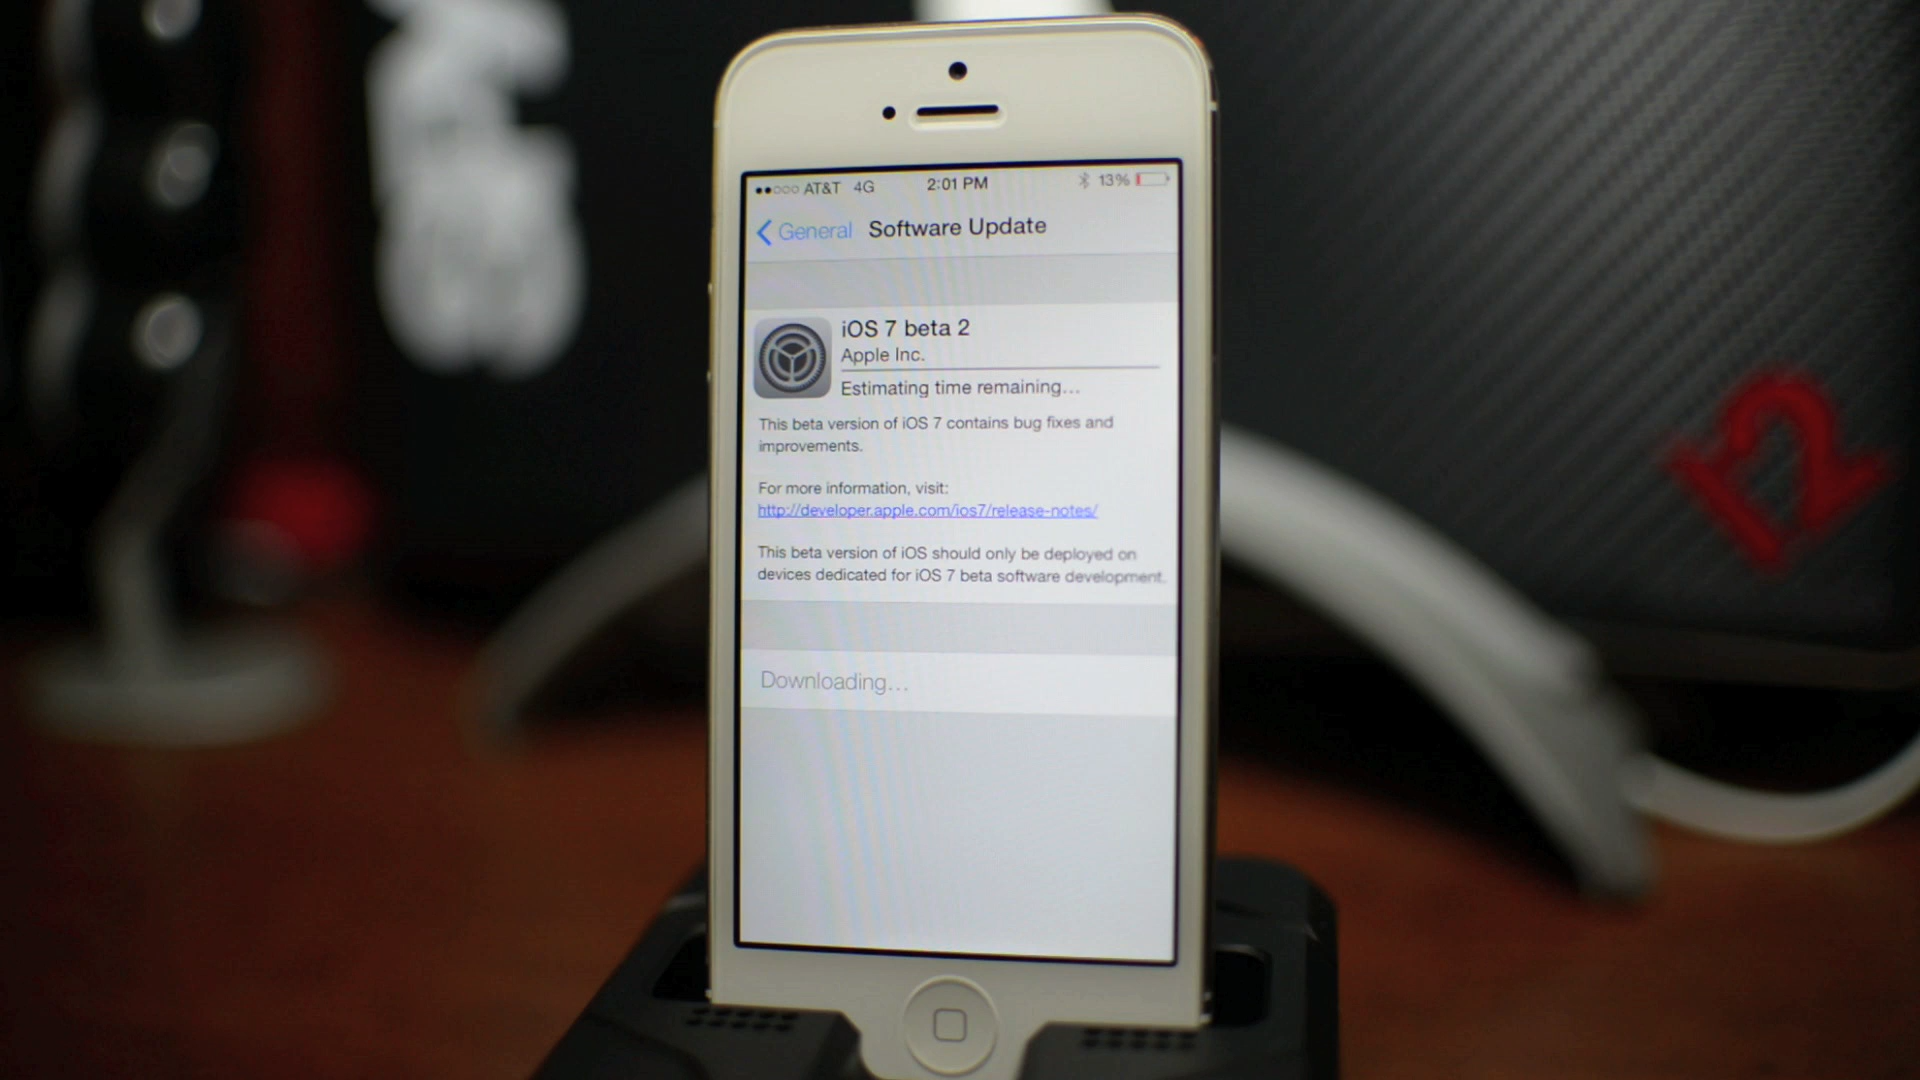 AT&T 4G 2:01 PM 13%
General Software Update
iOS 7 beta 2
Apple Inc.
Estimating time remaining...
This beta version of iOS 7 contains bug fixes and
improvements.
For more information, visit:
http://developer.apple.com/ios7/release-notes/
This beta version of iOS should only be deployed on
devices dedicated for iOS 7 beta software development.
Downloading...